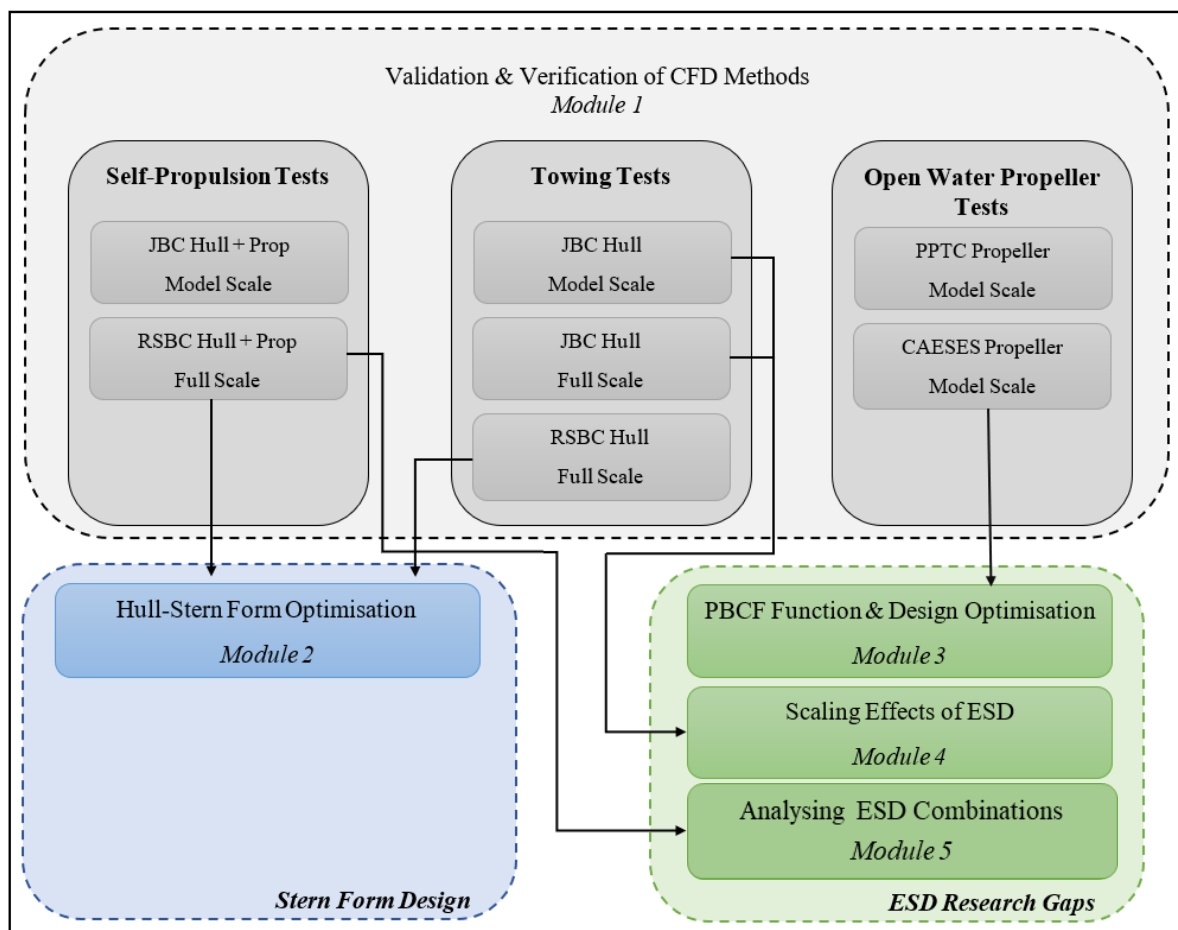 Validation & Verification of CFD Methods
Module 1
Self-Propulsion Tests
JBC Hull + Prop
Model Scale
RSBC Hull + Prop
Full Scale
Towing Tests
JBC Hull
Model Scale
JBC Hull
Full Scale
RSBC Hull
Full Scale
Open Water Propeller
Tests
PPTC Propeller
Model Scale
CAESES Propeller
Model Scale
Hull-Stern Form Optimisation
Module 2
Stern Form Design
PBCF Function & Design Optimisation
Module 3
Scaling Effects of ESD
Module 4
Analysing ESD Combinations
Module 5
ESD Research Gaps